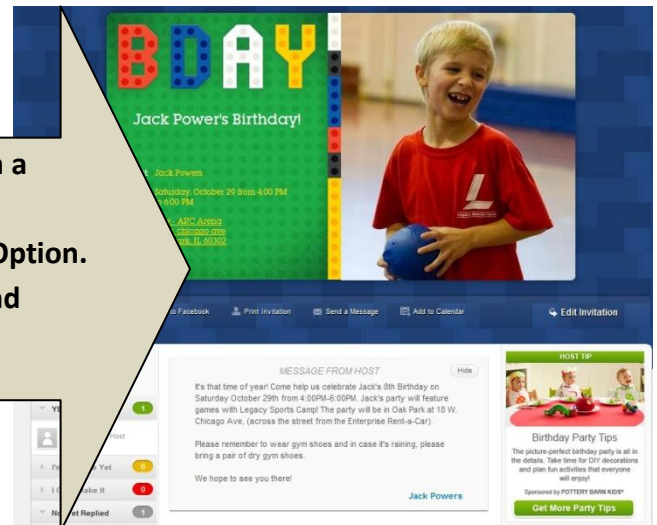 BDAY
Jack Power's Birthday!
Jack Powers
Saturday: October 29 from 4:00 PM
6:00 PM
- ARC Arena
chicago ave
IL 60302
a
Option.
Facebook
Print Invitation
Send a Message
Add to Calendar
Edit Invitation
MESSAGE FROM HOST
Hide
It's that time of year! Come help us celebrate Jack's 8th Birthday on
Saturday October 29th from 4:00PM-6:00PM. Jack's party will feature
games with Legacy Sports Camp! The party will be in Oak Park at 18 W.
Chicago Ave, (across the street from the Enterprise Rent-a-Car).
Please remember to wear gym shoes and in case it's raining, please
bring a pair of dry gym shoes.
We hope to see you there!
Jack Powers
1
Host
Yet
0
Make It
0
Replied
1
HOST TIP
Birthday Party Tips
The picture-perfect birthday party is all in
the details. Take time for DIY decorations
and plan fun activities that everyone
will enjoy!
Sponsored by POTTERY BARN KIDS*
Get More Party Tips